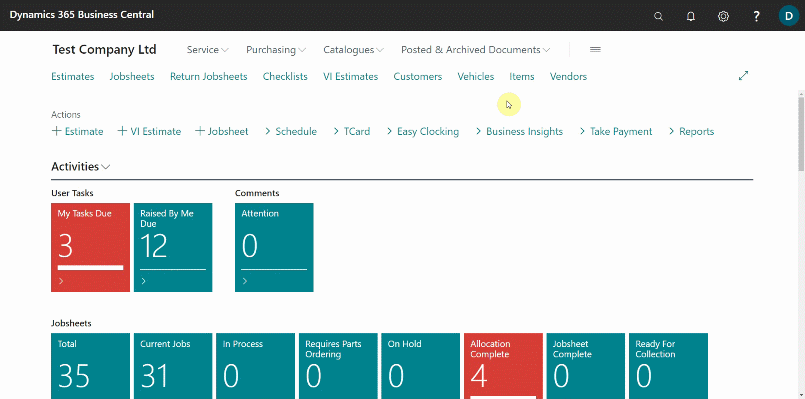 Dynamics 365 Business Central
D
Test Company Ltd
Service
Purchasing
Catalogues
Posted & Archived Documents
Estimates
Jobsheets
Return Jobsheets
Checklists
VI Estimates
Customers
Vehicles
Items
Vendors
Actions
Estimate
VI Estimate
Jobsheet
Schedule
TCard
Easy Clocking
Business Insights
Take Payment
Reports
Activities
User Tasks
Comments
My Tasks Due
3
Raised By Me
Due
12
Attention
0
Jobsheets
Total
35
Current Jobs
31
In Process
0
Requires Parts
Ordering
0
On Hold
0
Allocation
Complete
4
Jobsheet
Complete
0
Ready For
Collection
0